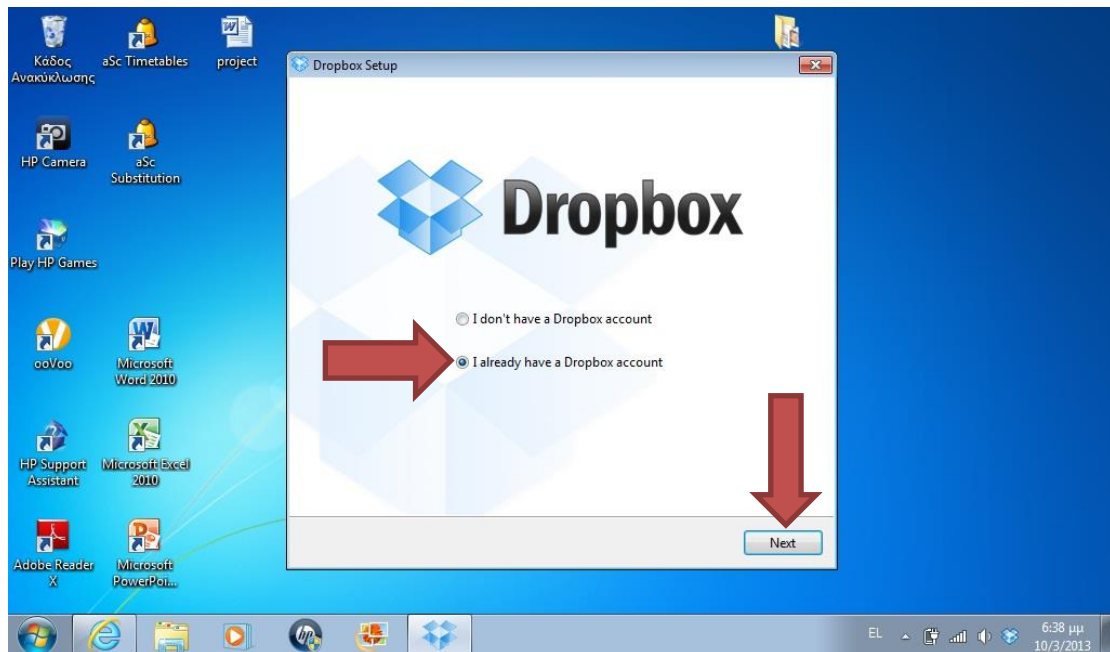 Κάδος
Ανακύκλωσης
aSc Timetables
project
HP Camera
aSc
Substitution
Play HP Games
ooVoo
Microsoft
Word 2010
HP Support
Assistant
Microsoft Excel
2010
Adobe Reader
X
Microsoft
PowerPoi...
Dropbox Setup
Dropbox
I don't have a Dropbox account
I already have a Dropbox account
Next
EL
6:38 μμ
10/3/2013